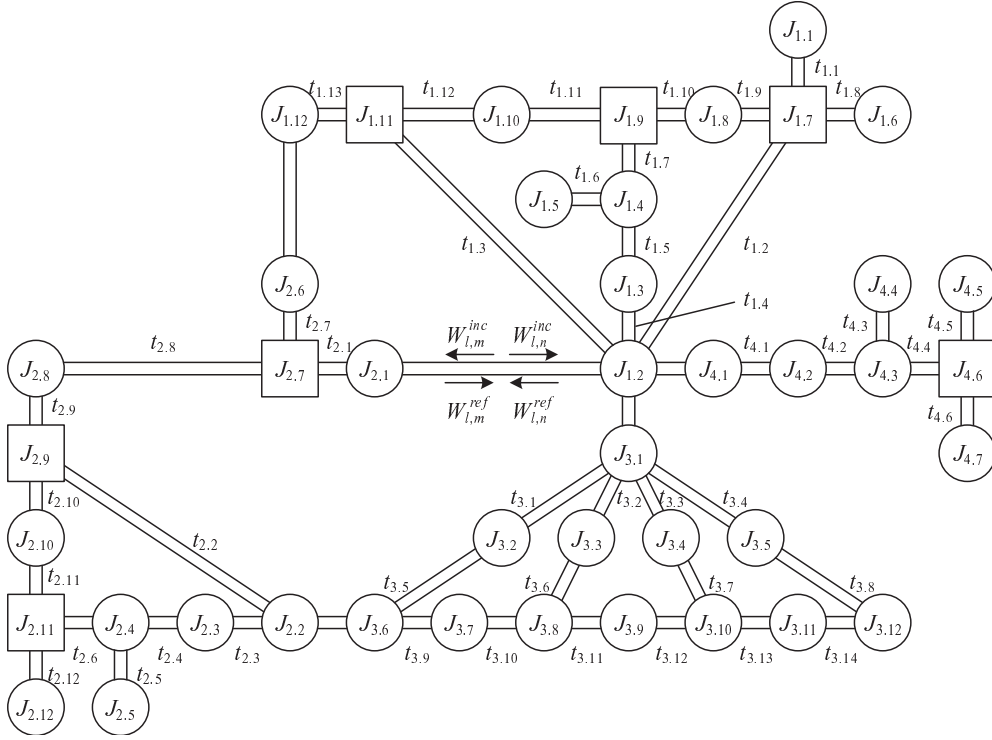 J1.1
t1.1
t1.13 t1.12 t1.11 t1.10 t1.9 t1.8
J1.12 J1.11 J1.10 J1.9 J1.8 J1.7 J1.6
t1.7
t1.6
J1.5 J1.4
t1.3 t1.5 t1.2
J2.6 J1.3 J4.4 J4.5
t1.4
t2.7 W^{inc}_{l,m} W^{inc}_{l,n} t4.3 t4.5
t2.8 t2.1 t4.1 t4.2 t4.4
J2.8 J2.7 J2.1 J1.2 J4.1 J4.2 J4.3 J4.6
t2.9 W^{ref}_{l,m} W^{ref}_{l,n} t4.6
J2.9 J3.1 J4.7
t2.10 t3.1 t3.2 t3.3 t3.4
J2.10 t2.2 J3.2 J3.3 J3.4 J3.5
t2.11 t3.5 t3.6 t3.7 t3.8
J2.11 J2.4 J2.3 J2.2 J3.6 J3.7 J3.8 J3.9 J3.10 J3.11 J3.12
t2.6 t2.4 t2.3 t3.9 t3.10 t3.11 t3.12 t3.13 t3.14
t2.12 t2.5
J2.12 J2.5